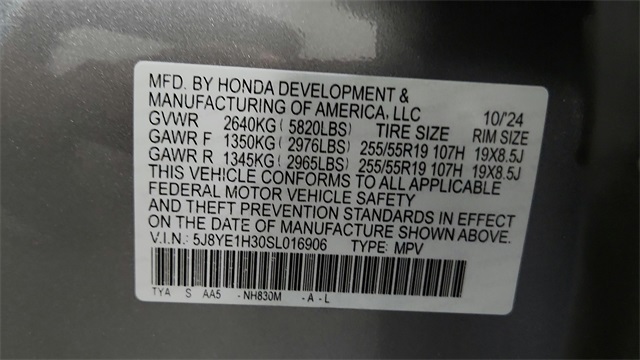 MFD. BY HONDA DEVELOPMENT &
MANUFACTURING OF AMERICA, LLC 10/'24
GVWR 2640KG( 5820LBS) TIRE SIZE RIM SIZE
GAWR F 1350KG( 2976LBS) 255/55R19 107H 19X8.5J
GAWR R 1345KG( 2965LBS) 255/55R19 107H 19X8.5J
THIS VEHICLE CONFORMS TO ALL APPLICABLE
FEDERAL MOTOR VEHICLE SAFETY
AND THEFT PREVENTION STANDARDS IN EFFECT
ON THE DATE OF MANUFACTURE SHOWN ABOVE.
V.I.N.: 5J8YE1H30SL016906 TYPE: MPV
TYA S AA5 -NH830M -A-L